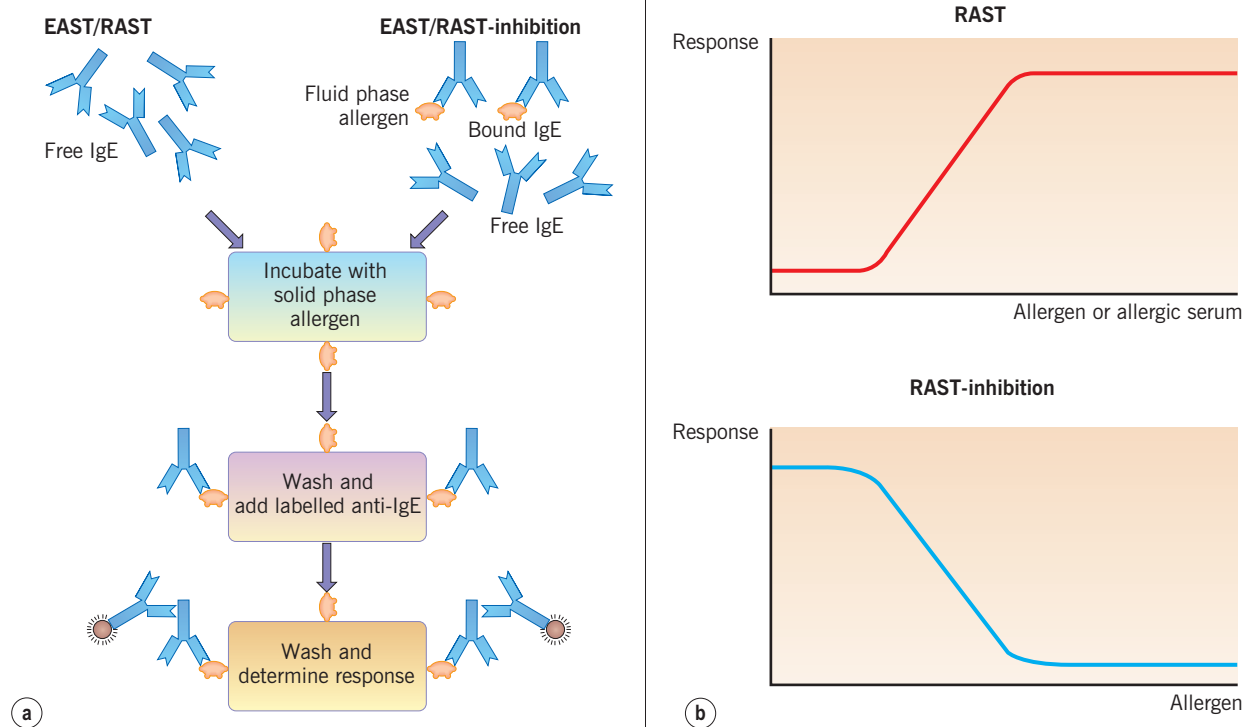 EAST/RAST
Free IgE
EAST/RAST-inhibition
Fluid phase
allergen
Bound IgE
Free IgE
Incubate with
solid phase
allergen
Wash and
add labelled anti-IgE
Wash and
determine response
a
RAST
Response
Allergen or allergic serum
RAST-inhibition
Response
Allergen
b